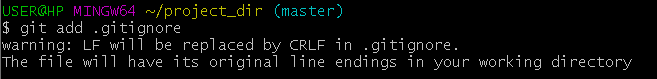 USER@HP MINGW64 ~/project_dir (master)
$ git add .gitignore
warning: LF will be replaced by CRLF in .gitignore.
The file will have its original line endings in your working directory